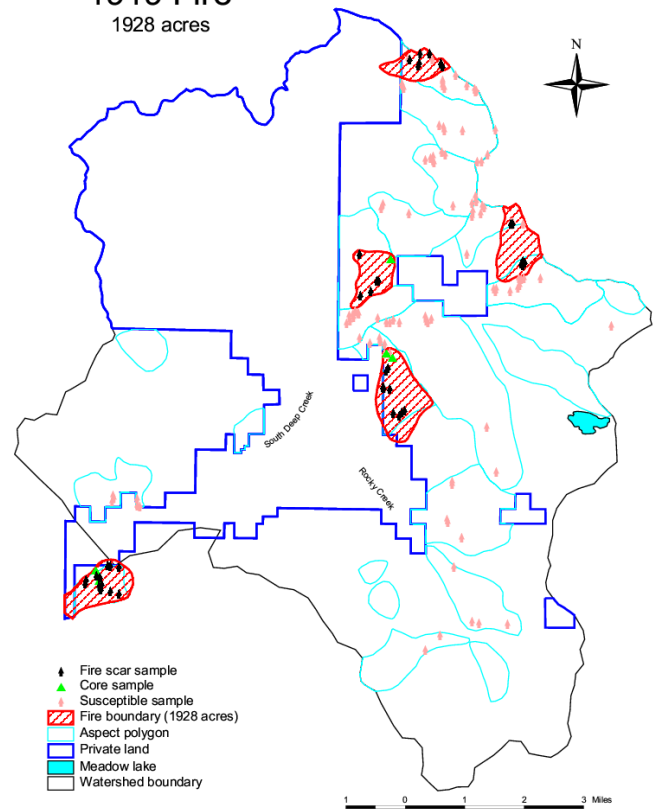 1928 acres
N
South Deep Creek
Rocky Creek
Fire scar sample
Core sample
Susceptible sample
Fire boundary (1928 acres)
Aspect polygon
Private land
Meadow lake
Watershed boundary
1 0 1 2 3 Miles